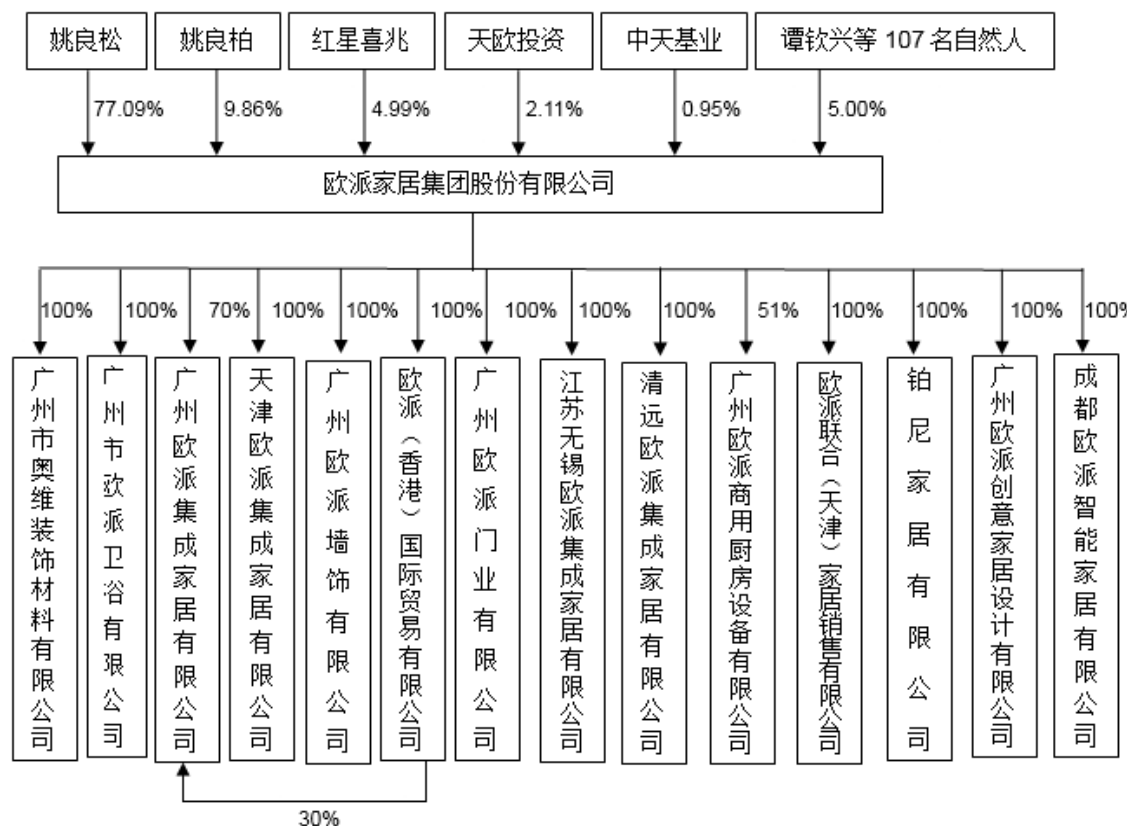 姚良松
姚良柏
红星喜兆
天欧投资
中天基业
谭钦兴等 107 名自然人
77.09%
9.86%
4.99%
2.11%
0.95%
5.00%
欧派家居集团股份有限公司
100%
100%
70%
100%
100%
100%
100%
100%
100%
51%
100%
100%
100%
100%
广州市奥维装饰材料有限公司
广州市欧派卫浴有限公司
广州欧派集成家居有限公司
天津欧派集成家居有限公司
广州欧派墙饰有限公司
欧派（香港）国际贸易有限公司
广州欧派门业有限公司
江苏无锡欧派集成家居有限公司
清远欧派集成家居有限公司
广州欧派商用厨房设备有限公司
欧派联合（天津）家居销售有限公司
铂尼家居有限公司
广州欧派创意家居设计有限公司
成都欧派智能家居有限公司
30%